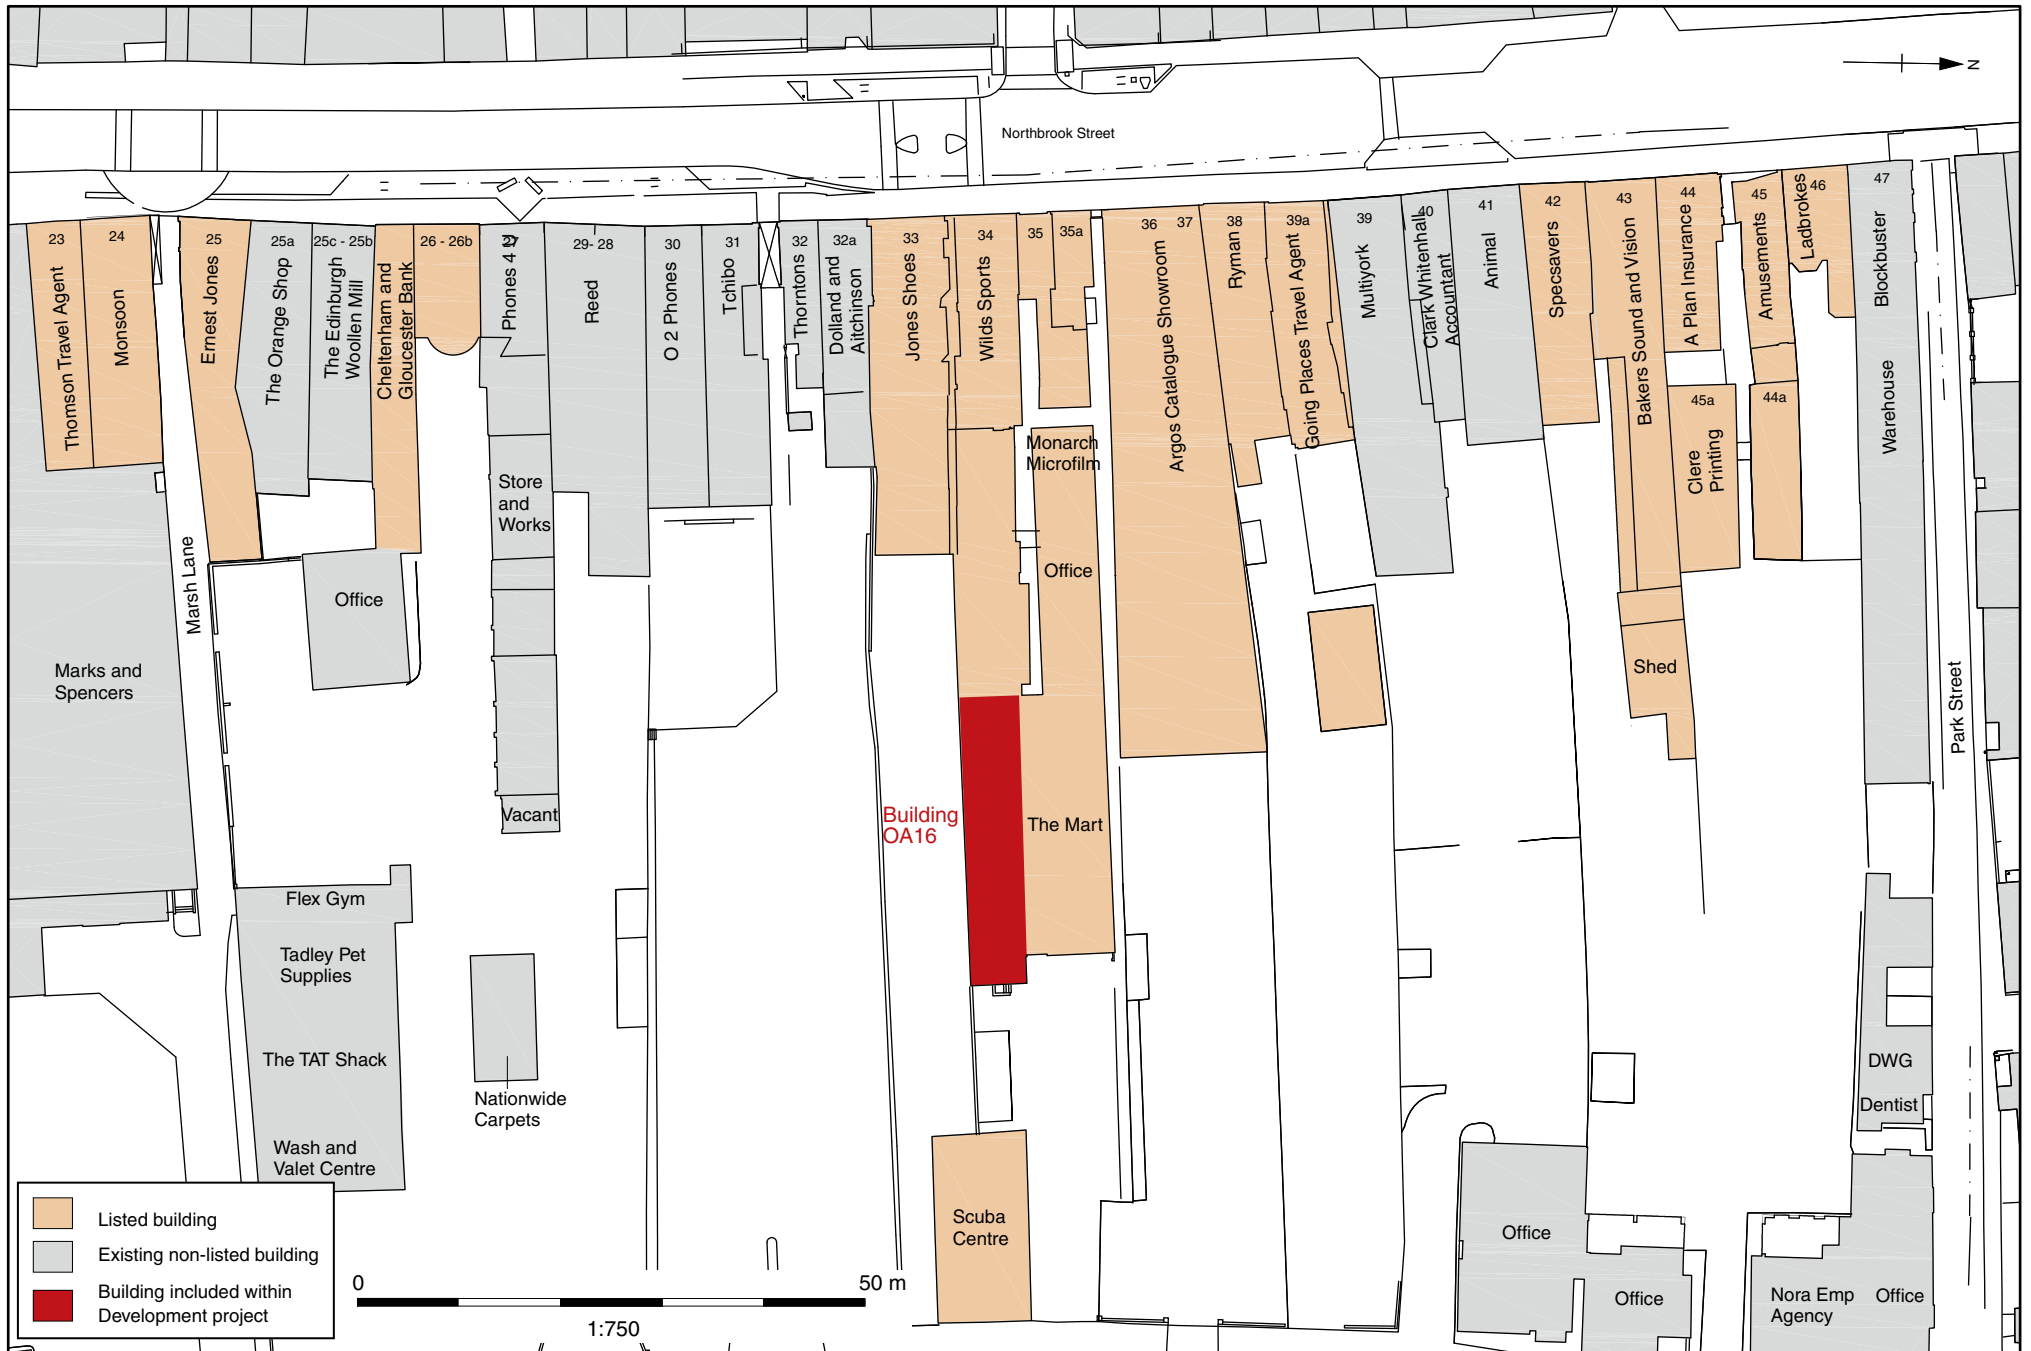 Northbrook Street
N
23
Thomson Travel Agent
24
Monsoon
25
Ernest Jones
25a
The Orange Shop
25c - 25b
The Edinburgh
Woollen Mill
Cheltenham and
Gloucester Bank
26 - 26b
27
Phones 4 U
29- 28
Reed
30
O 2 Phones
31
Tchibo
32
Thorntons
32a
Dolland and
Aitchinson
33
Jones Shoes
34
Wilds Sports
35
35a
36
37
Argos Catalogue Showroom
38
Ryman
39a
Going Places Travel Agent
39
Multiyork
40
Clark Whitenhall
Accountant
41
Animal
42
Specsavers
43
Bakers Sound and Vision
44
A Plan Insurance
45
Amusements
46
Ladbrokes
47
Blockbuster
Warehouse
45a
Clere
Printing
44a
Monarch
Microfilm
Store
and
Works
Office
Office
Marsh Lane
Marks and
Spencers
Shed
Park Street
Vacant
Building
OA16
The Mart
Flex Gym
Tadley Pet
Supplies
The TAT Shack
Nationwide
Carpets
Wash and
Valet Centre
DWG
Dentist
Scuba
Centre
Office
Office
Nora Emp
Agency
Office
Listed building
Existing non-listed building
Building included within
Development project
0
50 m
1:750